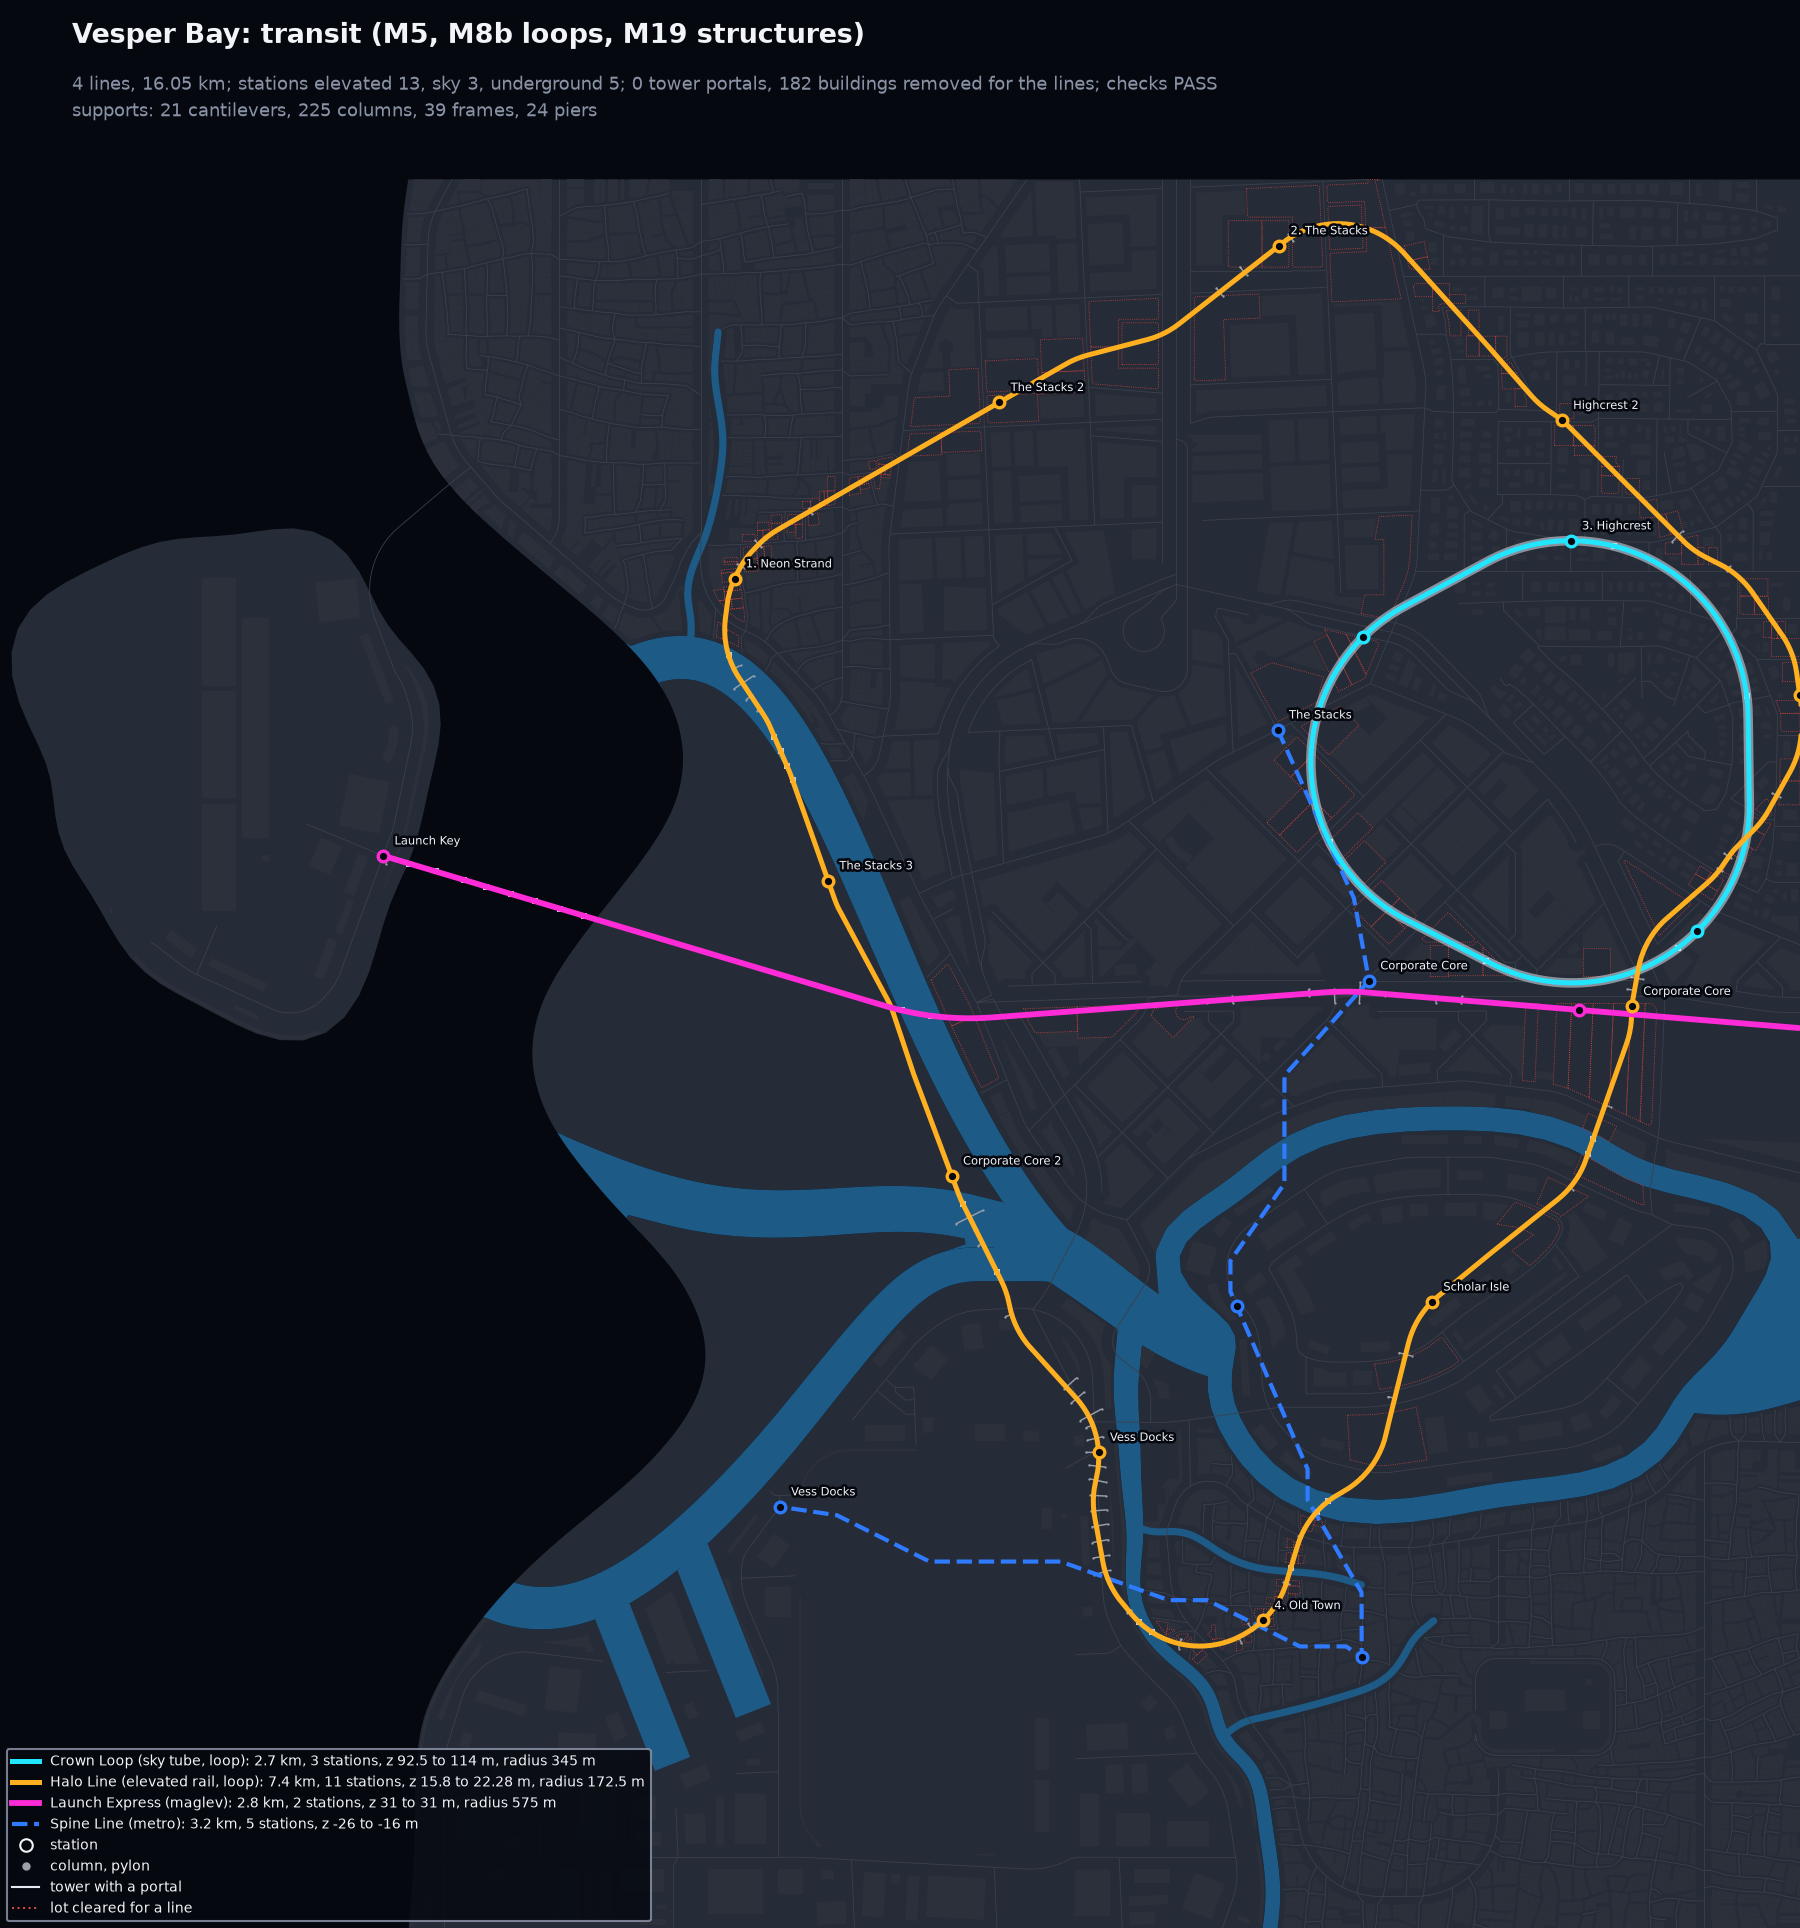 Vesper Bay: transit (M5, M8b loops, M19 structures)
4 lines, 16.05 km; stations elevated 13, sky 3, underground 5; 0 tower portals, 182 buildings removed for the lines; checks PASS
supports: 21 cantilevers, 225 columns, 39 frames, 24 piers
2. The Stacks
The Stacks 2
Highcrest 2
3. Highcrest
1. Neon Strand
The Stacks
Launch Key
The Stacks 3
Corporate Core
Corporate Core
Corporate Core 2
Scholar Isle
Vess Docks
Vess Docks
4. Old Town
Crown Loop (sky tube, loop): 2.7 km, 3 stations, z 92.5 to 114 m, radius 345 m
Halo Line (elevated rail, loop): 7.4 km, 11 stations, z 15.8 to 22.28 m, radius 172.5 m
Launch Express (maglev): 2.8 km, 2 stations, z 31 to 31 m, radius 575 m
Spine Line (metro): 3.2 km, 5 stations, z -26 to -16 m
station
column, pylon
tower with a portal
lot cleared for a line